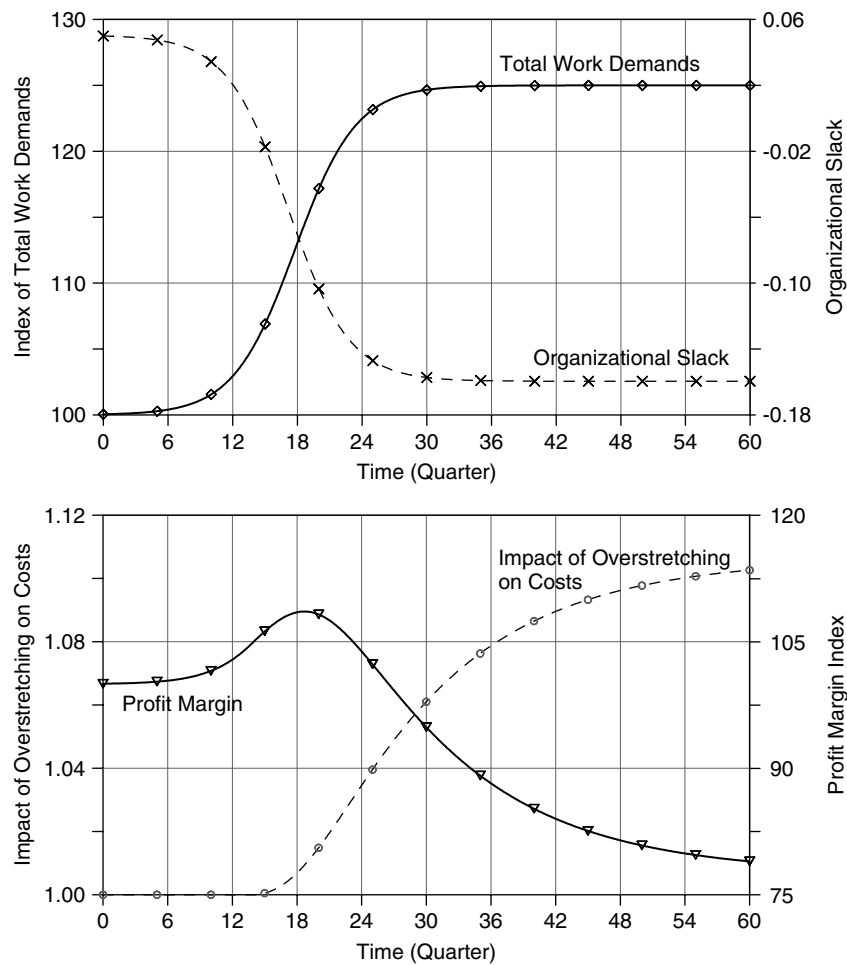 130
120
110
100
Index of Total Work Demands
0.06
-0.02
-0.10
-0.18
Organizational Slack
Total Work Demands
Organizational Slack
0 6 12 18 24 30 36 42 48 54 60
Time (Quarter)
1.12
1.08
1.04
1.00
Impact of Overstretching on Costs
120
105
90
75
Profit Margin Index
Impact of Overstretching
on Costs
Profit Margin
0 6 12 18 24 30 36 42 48 54 60
Time (Quarter)